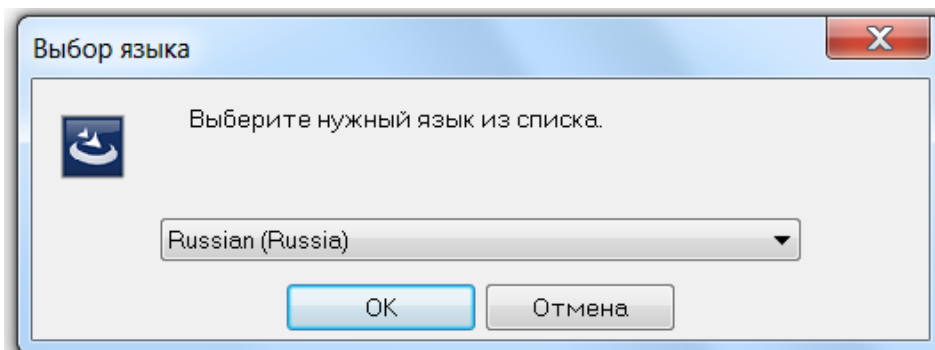 Выбор языка
Выберите нужный язык из списка.
Russian (Russia)
OK
Отмена